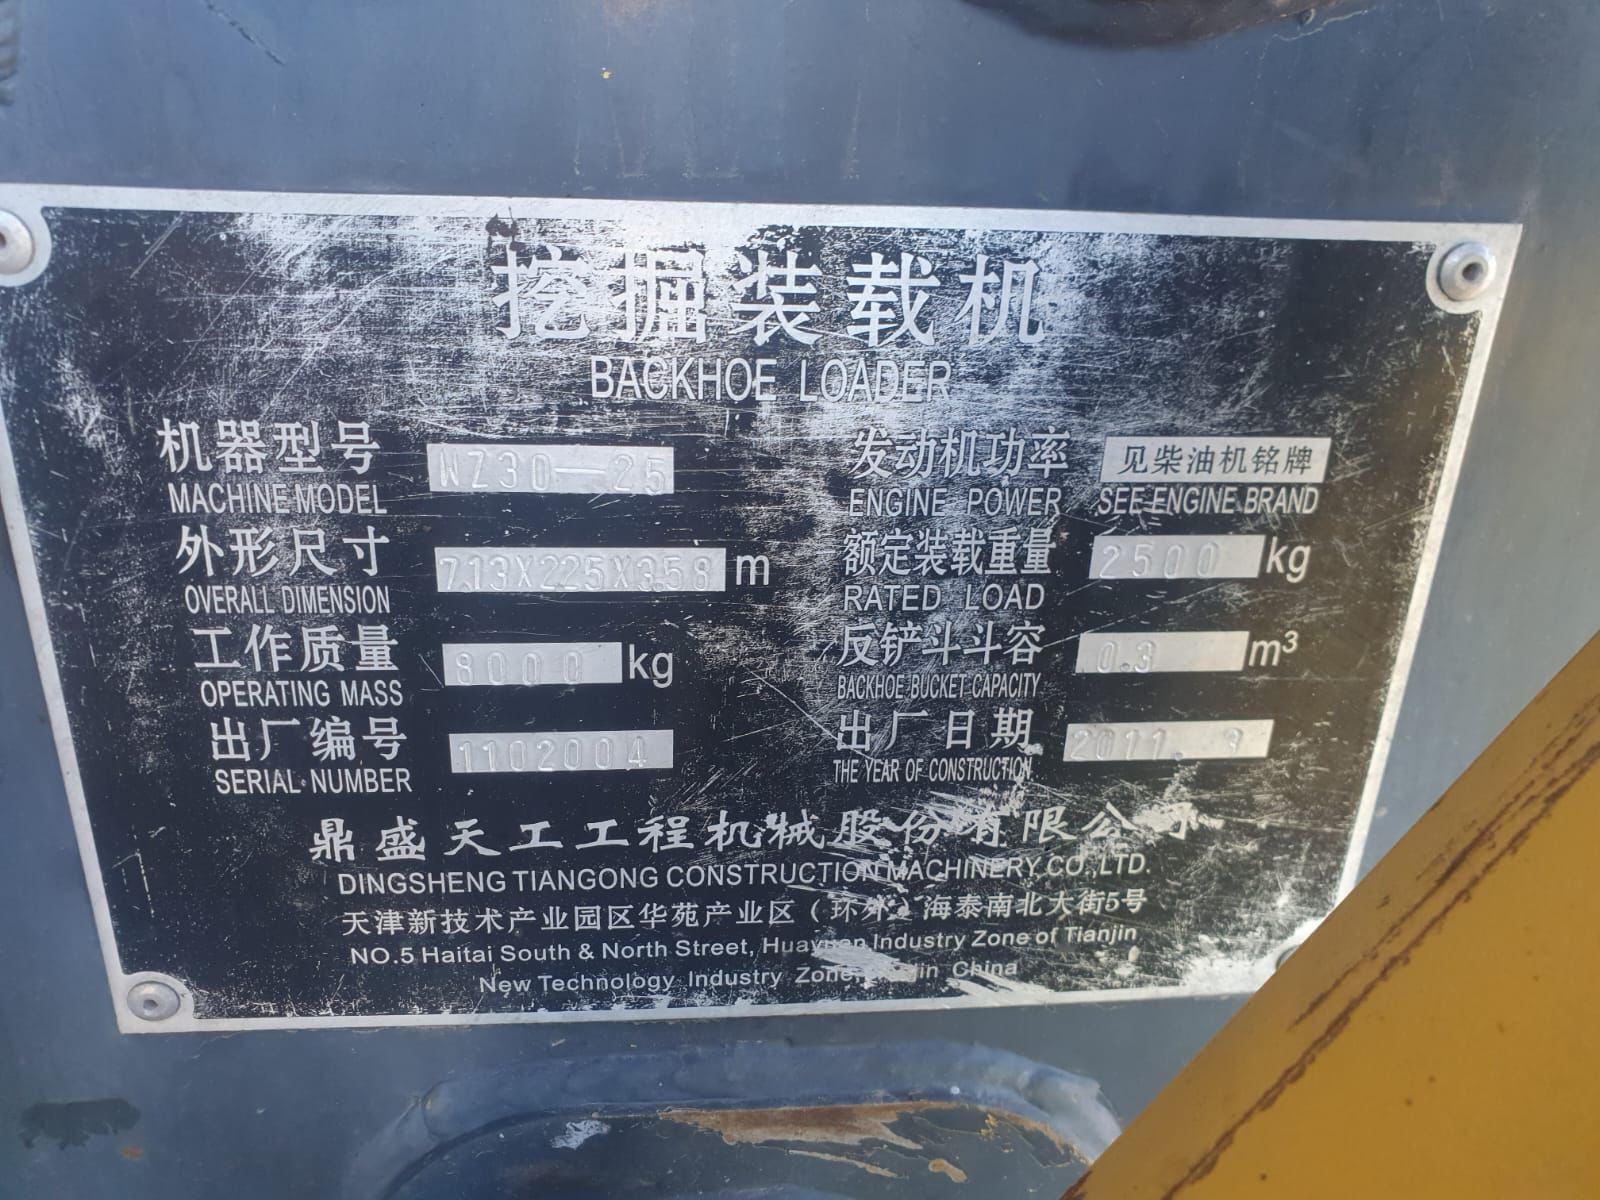 挖掘装载机
BACKHOE LOADER
机器型号 WZ30—25
MACHINE MODEL
发动机功率 见柴油机铭牌
ENGINE POWER SEE ENGINE BRAND
外形尺寸 7.13X225X358 m
OVERALL DIMENSION
额定装载重量 2500 kg
RATED LOAD
工作质量 8000 kg
OPERATING MASS
反铲斗斗容 0.3 m³
BACKHOE BUCKET CAPACITY
出厂编号 1102004
SERIAL NUMBER
出厂日期 2011.
THE YEAR OF CONSTRUCTION
鼎盛天工工程机械股份有限公司
DINGSHENG TIANGONG CONSTRUCTION MACHINERY CO.,LTD.
天津新技术产业园区华苑产业区（环外）海泰南北大街5号
NO.5 Haitai South & North Street, Huayuan Industry Zone of Tianjin
New Technology Industry Zone, China